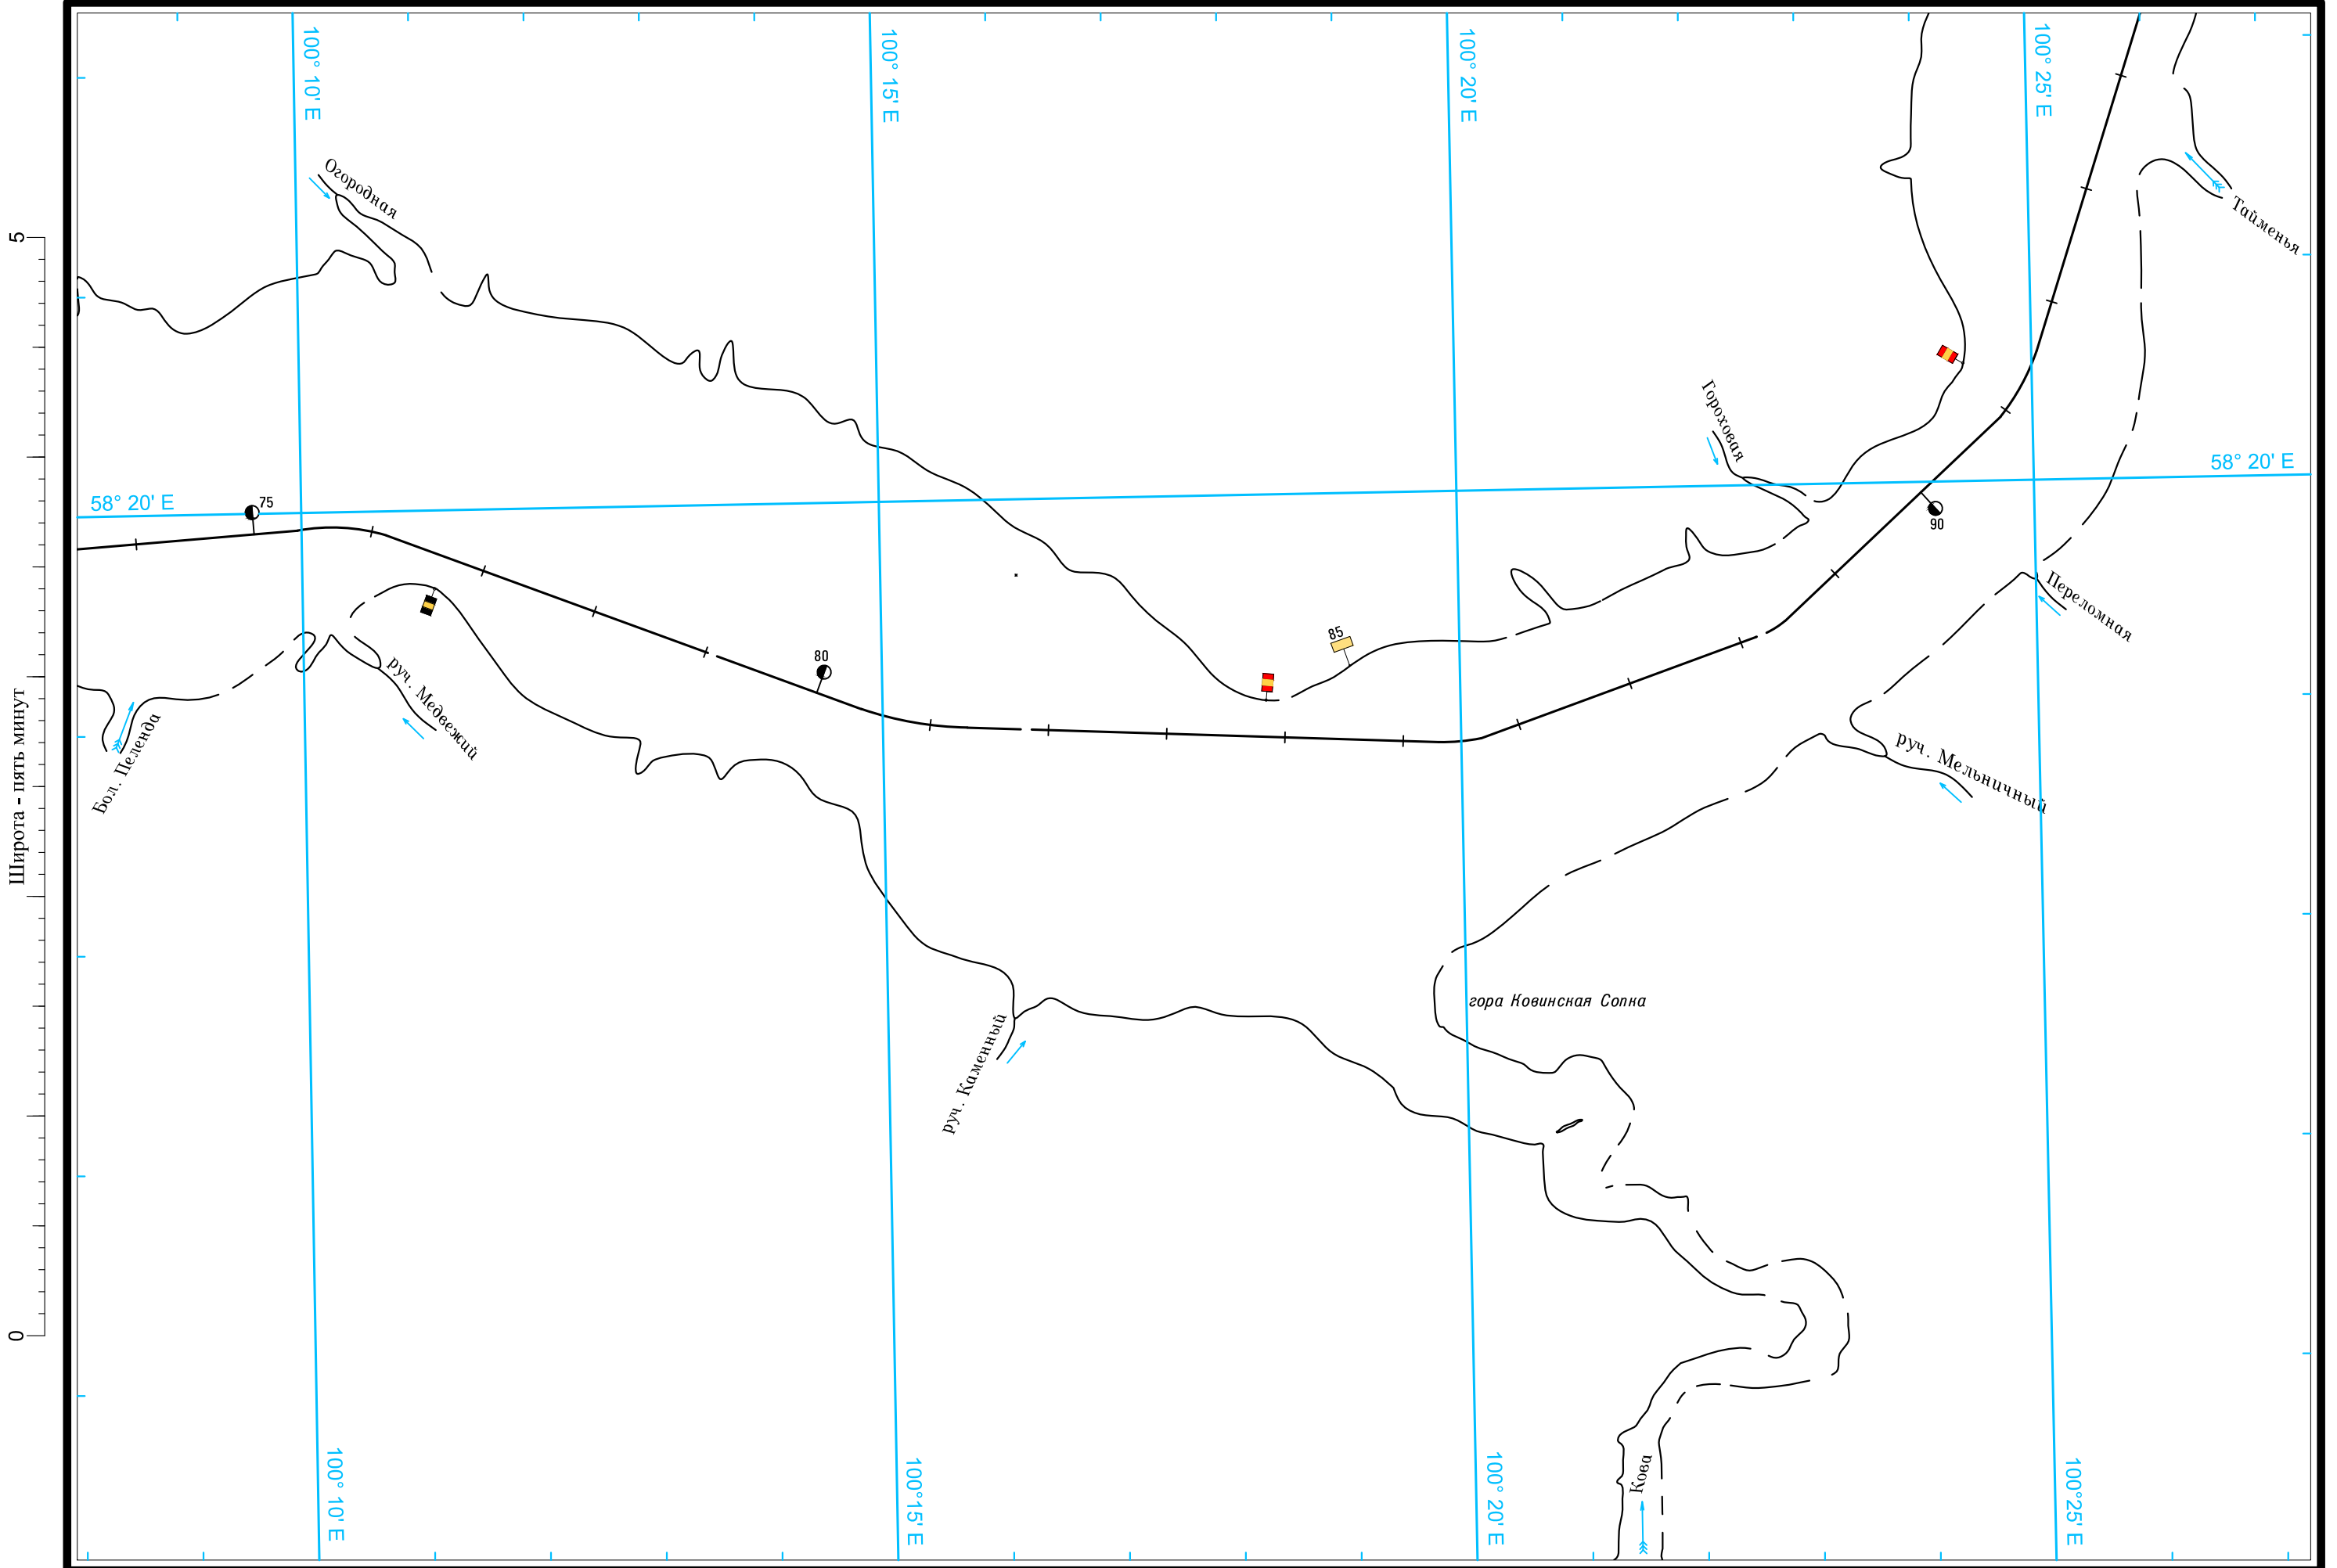 100° 10' E
100° 15' E
100° 20' E
100° 25' E
Огородная
Тайменья
5
Гороховая
58° 20' E
58° 20' E
75
90
Переломная
85
80
руч. Медвежий
Бол. Пеленда
руч. Мельничный
Широта - пять минут
гора Ковинская Сопка
руч. Каменный
0
Кова
100° 10' E
100°15' E
100° 20' E
100°25' E